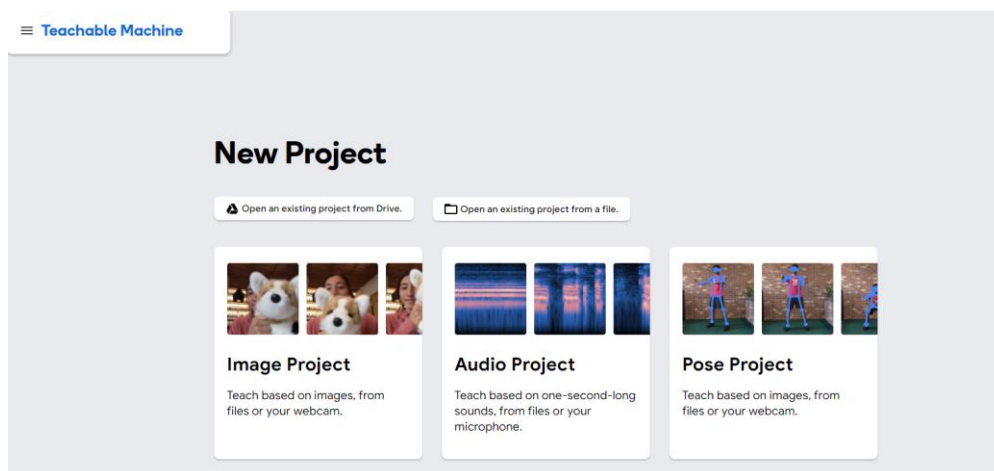 Teachable Machine
New Project
Open an existing project from Drive.
Open an existing project from a file.
Image Project
Teach based on images, from
files or your webcam.
Audio Project
Teach based on one-second-long
sounds, from files or your
microphone.
Pose Project
Teach based on images, from
files or your webcam.